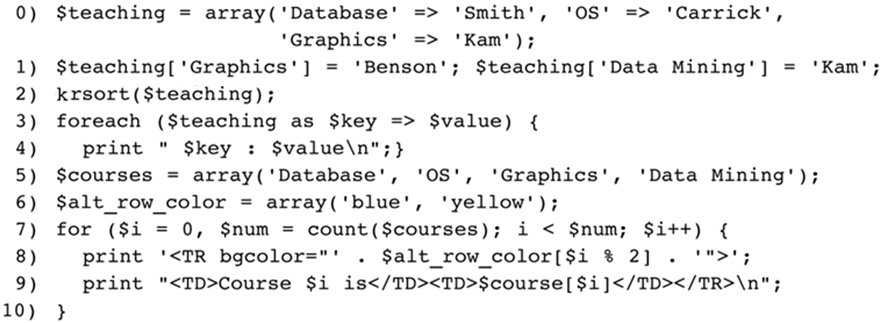 0) $teaching = array('Database' => 'Smith', 'OS' => 'Carrick',
'Graphics' => 'Kam');
1) $teaching['Graphics'] = 'Benson'; $teaching['Data Mining'] = 'Kam';
2) krsort($teaching);
3) foreach ($teaching as $key => $value) {
4) print " $key : $value\n";}
5) $courses = array('Database', 'OS', 'Graphics', 'Data Mining');
6) $alt_row_color = array('blue', 'yellow');
7) for ($i = 0, $num = count($courses); i < $num; $i++) {
8) print '<TR bgcolor="' . $alt_row_color[$i % 2] . '">';
9) print "<TD>Course $i is</TD><TD>$course[$i]</TD></TR>\n";
10) }